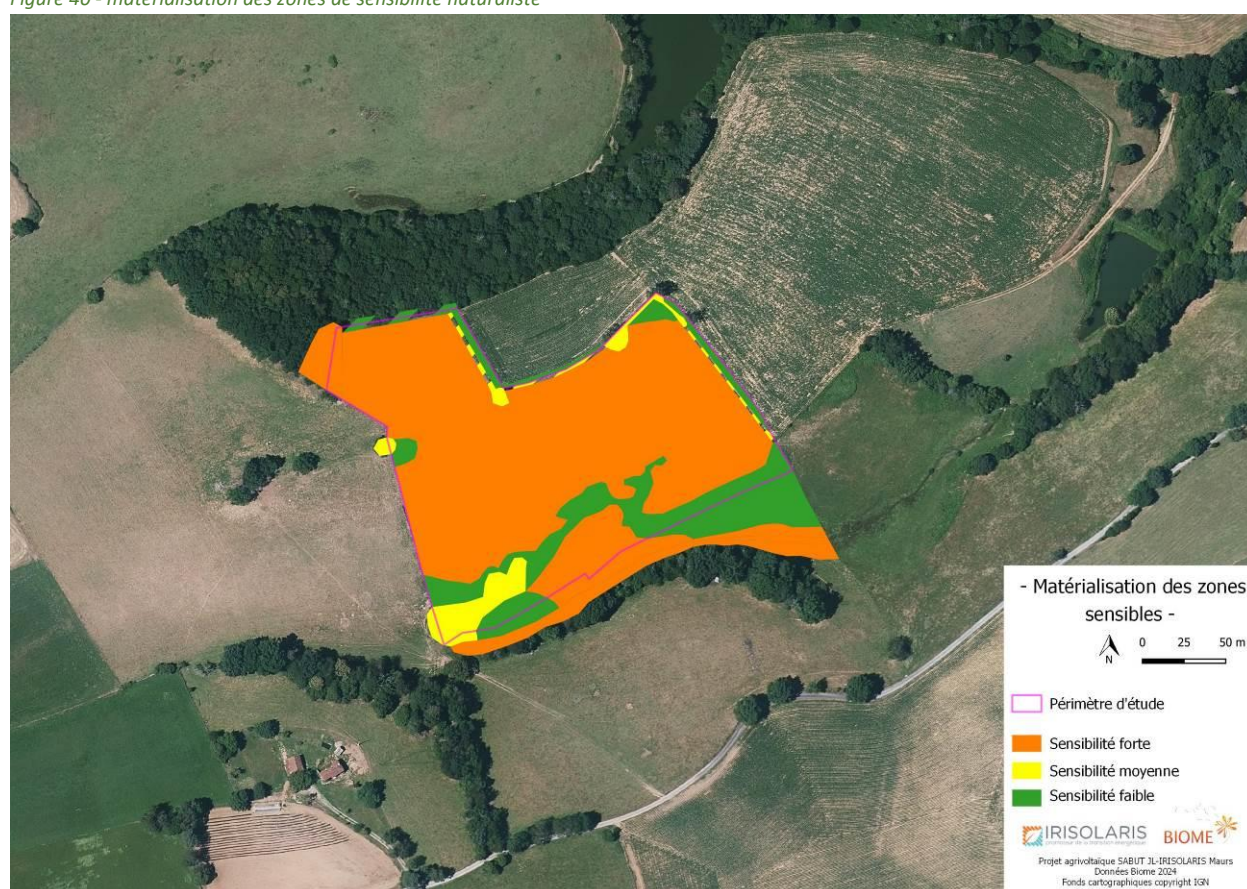 Figure 40 - matérialisation des zones de sensibilité naturaliste
- Matérialisation des zones
sensibles -
N
0 25 50 m
Périmètre d'étude
Sensibilité forte
Sensibilité moyenne
Sensibilité faible
IRISOLARIS
BIOME
Projet agrivoltaïque SABUT JL-IRISOLARIS Maurs
Données Biome 2024
Fonds cartographiques copyright IGN